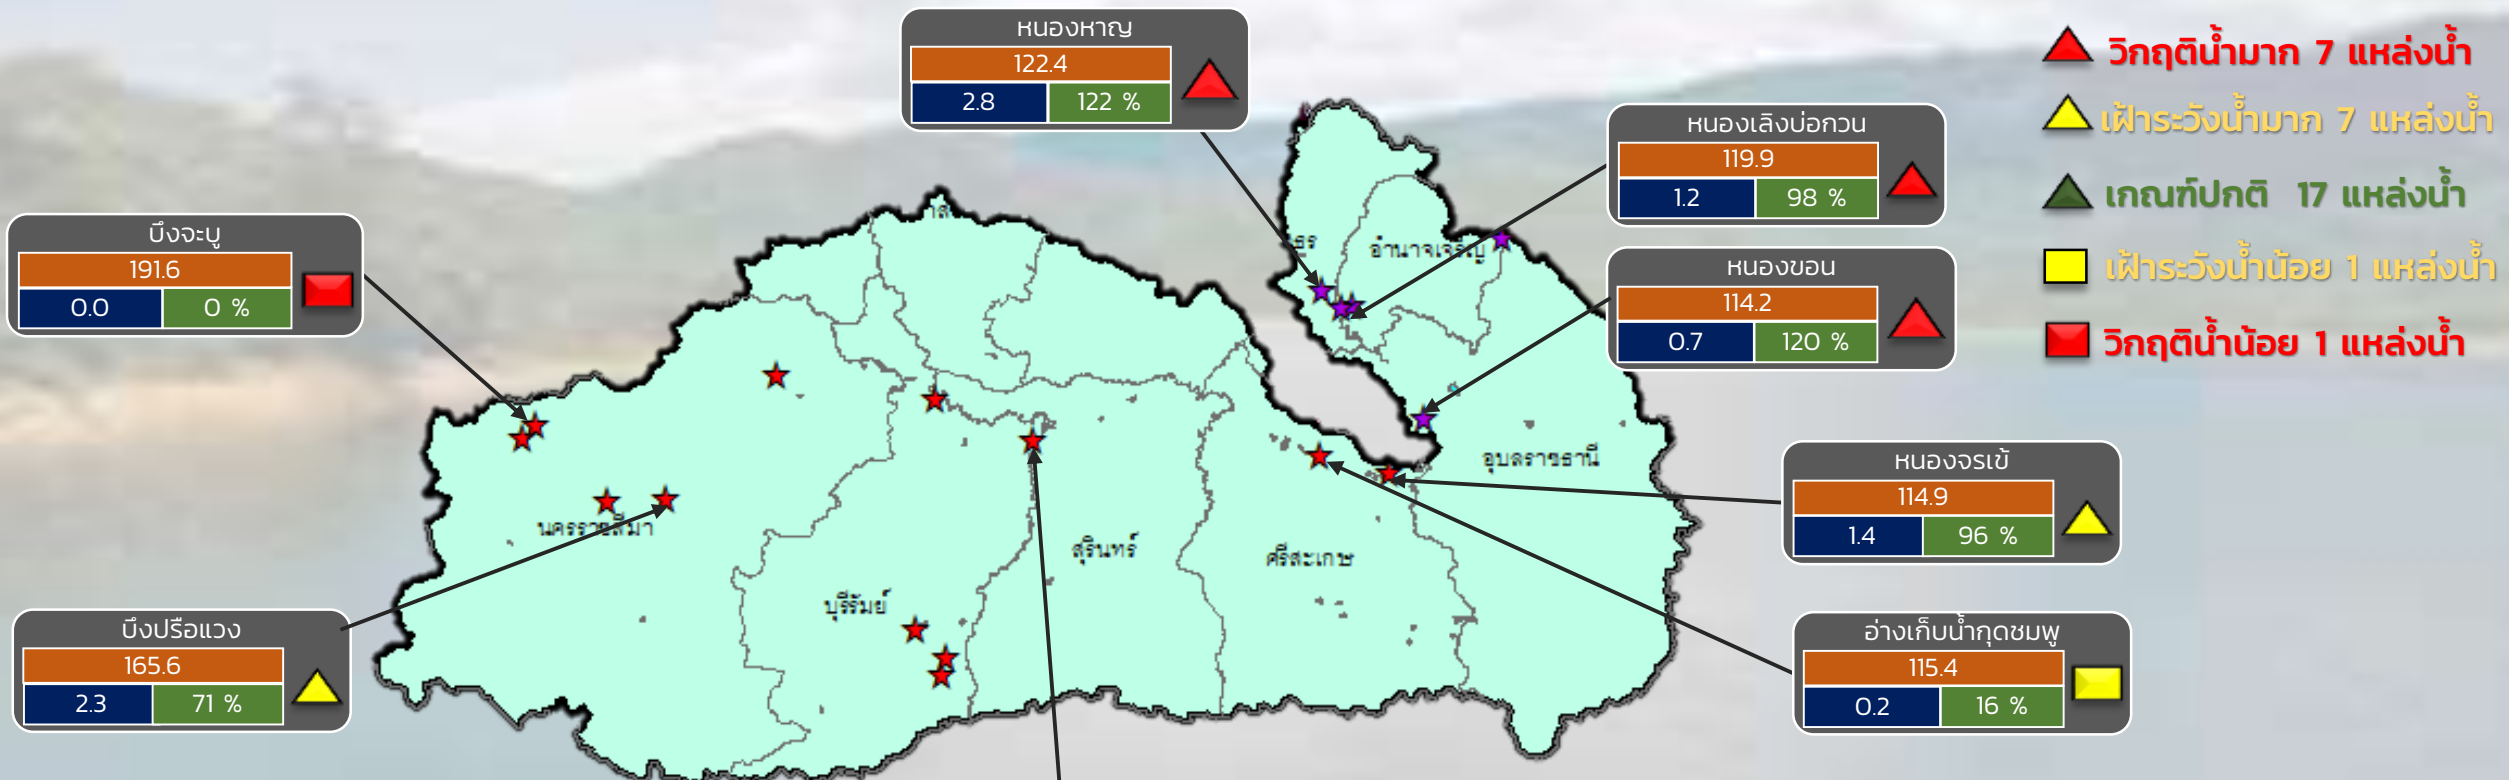 หนองหาญ
122.4
2.8 122 %
วิกฤติน้ำมาก 7 แหล่งน้ำ
เฝ้าระวังน้ำมาก 7 แหล่งน้ำ
เกณฑ์ปกติ 17 แหล่งน้ำ
เฝ้าระวังน้ำน้อย 1 แหล่งน้ำ
วิกฤติน้ำน้อย 1 แหล่งน้ำ
หนองเลิงบ่อกวน
119.9
1.2 98 %
บึงจะบู
191.6
0.0 0 %
หนองขอน
114.2
0.7 120 %
อำนาจเจริญ
อุบลราชธานี
หนองจรเข้
114.9
1.4 96 %
นครราชสีมา
สุรินทร์
ศรีสะเกษ
บุรีรัมย์
บึงปรือแวง
165.6
2.3 71 %
อ่างเก็บน้ำกุดชมพู
115.4
0.2 16 %